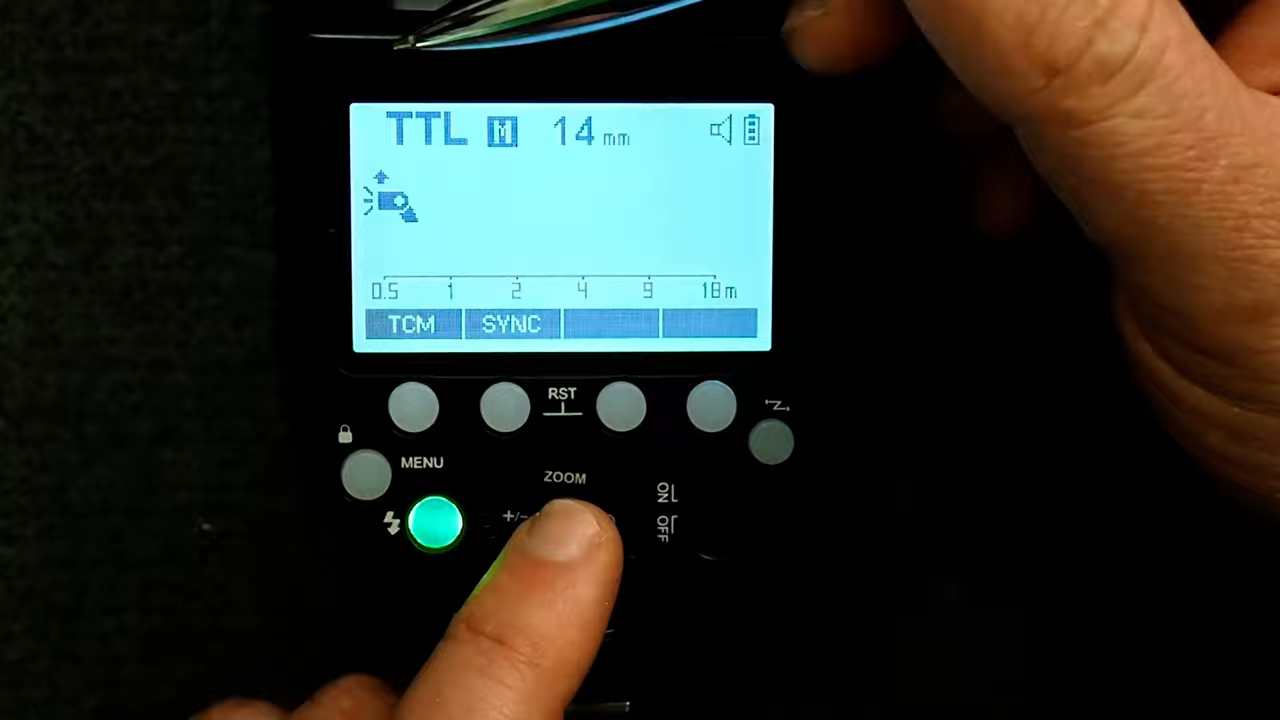 TTL M 14 mm
0.5 1 2 4 9 18m
TCM SYNC
RST
MENU
ZOOM
+/-
ON
OFF